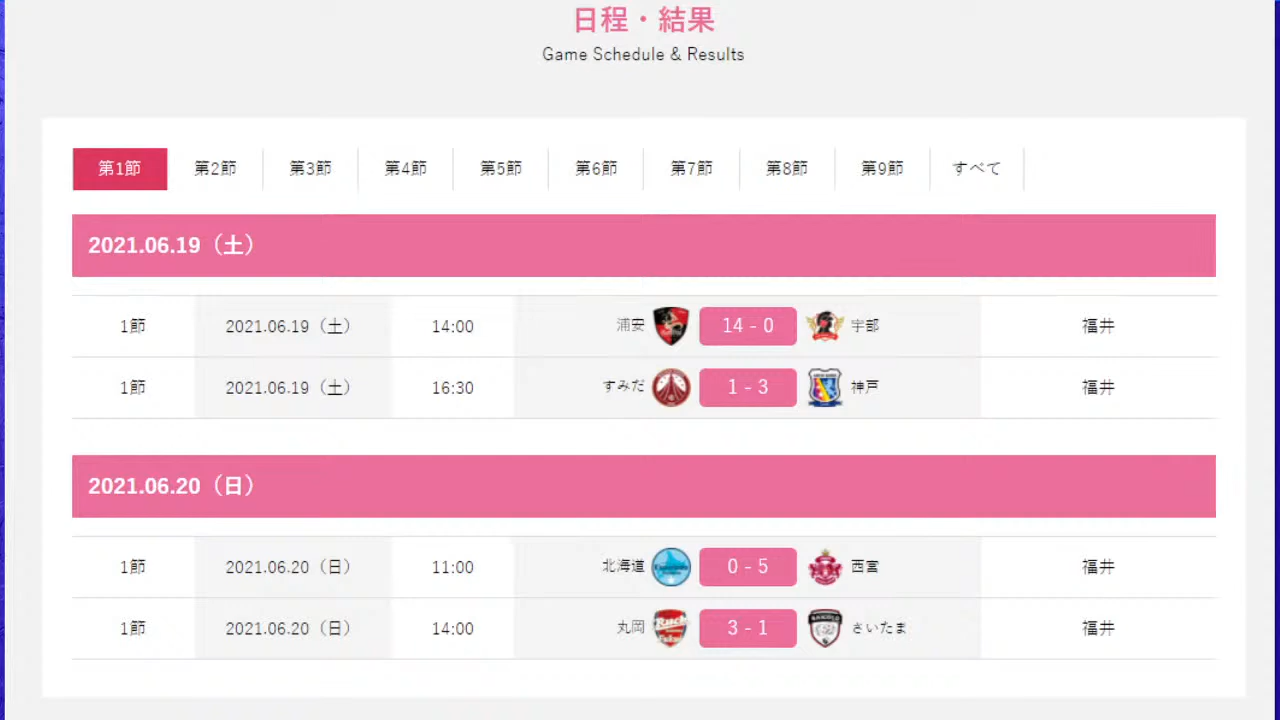 日程・結果
Game Schedule & Results
第1節 第2節 第3節 第4節 第5節 第6節 第7節 第8節 第9節 すべて
2021.06.19（土）
1節 2021.06.19（土） 14:00 浦安 14 - 0 宇部 福井
1節 2021.06.19（土） 16:30 すみだ 1 - 3 神戸 福井
2021.06.20（日）
1節 2021.06.20（日） 11:00 北海道 0 - 5 西宮 福井
1節 2021.06.20（日） 14:00 丸岡 Ruck 3 - 1 さいたま 福井